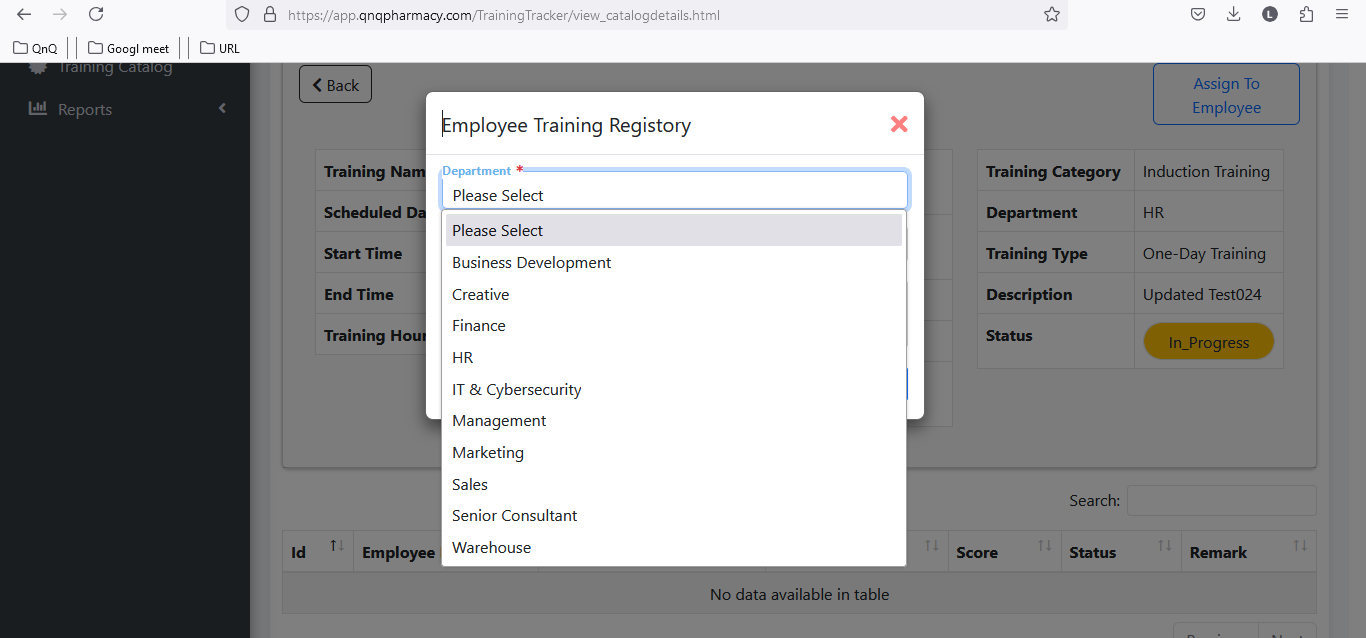 https://app.qnqpharmacy.com/TrainingTracker/view_catalogdetails.html
L
QnQ
Googl meet
URL
Training Catalog
Reports
Back
Assign To
Employee
Employee Training Registory
Department *
Please Select
Please Select
Business Development
Creative
Finance
HR
IT & Cybersecurity
Management
Marketing
Sales
Senior Consultant
Warehouse
Training Nam
Scheduled Da
Start Time
End Time
Training Hour
Training Category Induction Training
Department HR
Training Type One-Day Training
Description Updated Test024
Status In_Progress
Search:
Id Employee Score Status Remark
No data available in table